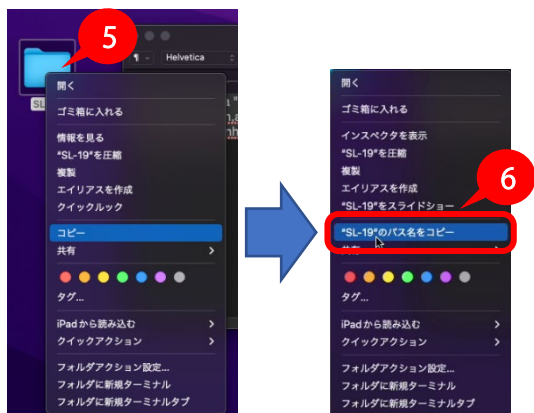 5
Helvetica
SL
開く
ゴミ箱に入れる
情報を見る
"SL-19"を圧縮
複製
エイリアスを作成
クイックルック
コピー
共有
タグ...
iPadから読み込む
クイックアクション
フォルダアクション設定...
フォルダに新規ターミナル
フォルダに新規ターミナルタブ
6
開く
ゴミ箱に入れる
インスペクタを表示
"SL-19"を圧縮
複製
エイリアスを作成
"SL-19"をスライドショー
"SL-19"のパス名をコピー
共有
タグ...
iPadから読み込む
クイックアクション
フォルダアクション設定...
フォルダに新規ターミナル
フォルダに新規ターミナルタブ